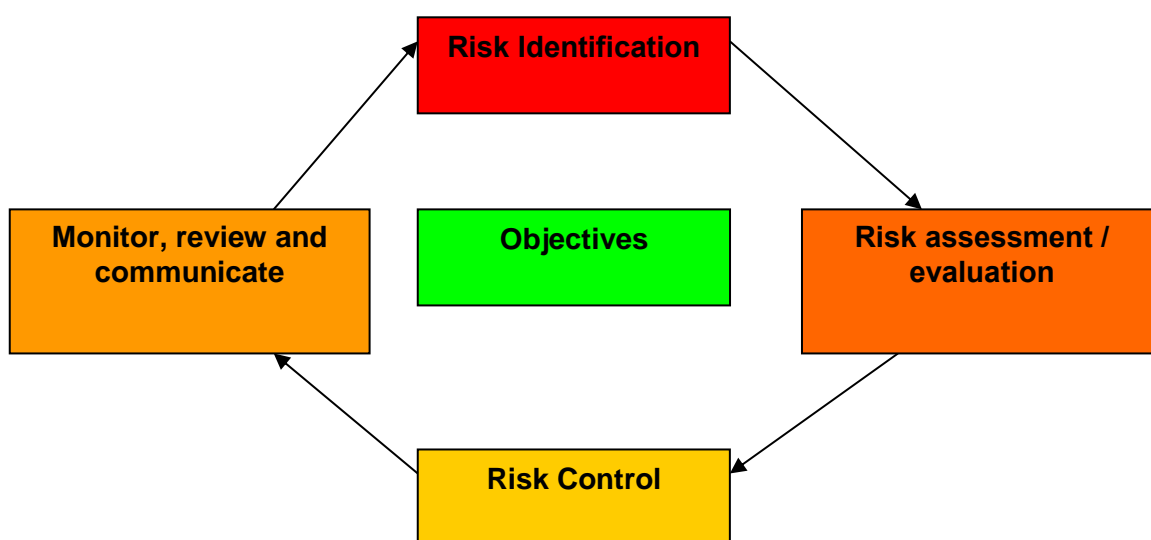 Risk Identification
Monitor, review and
communicate
Objectives
Risk assessment /
evaluation
Risk Control